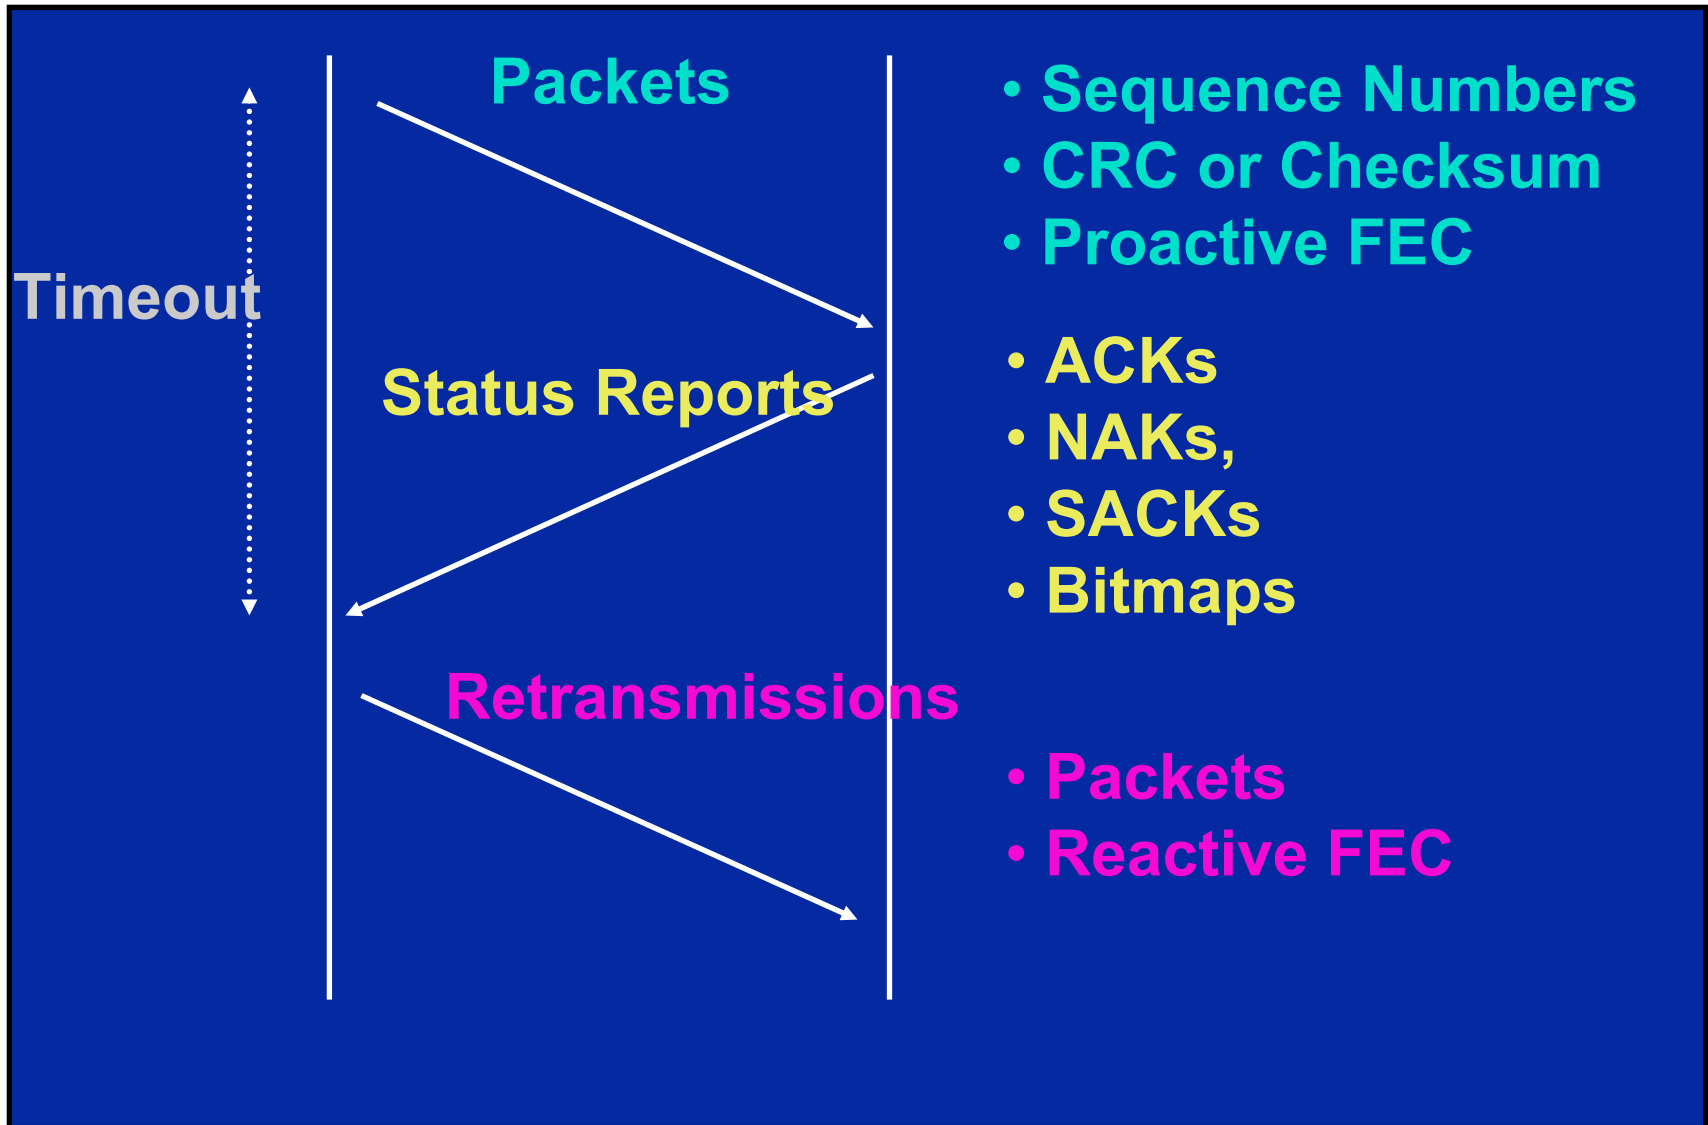 Packets
• Sequence Numbers
• CRC or Checksum
• Proactive FEC
Timeout
Status Reports
• ACKs
• NAKs,
• SACKs
• Bitmaps
Retransmissions
• Packets
• Reactive FEC